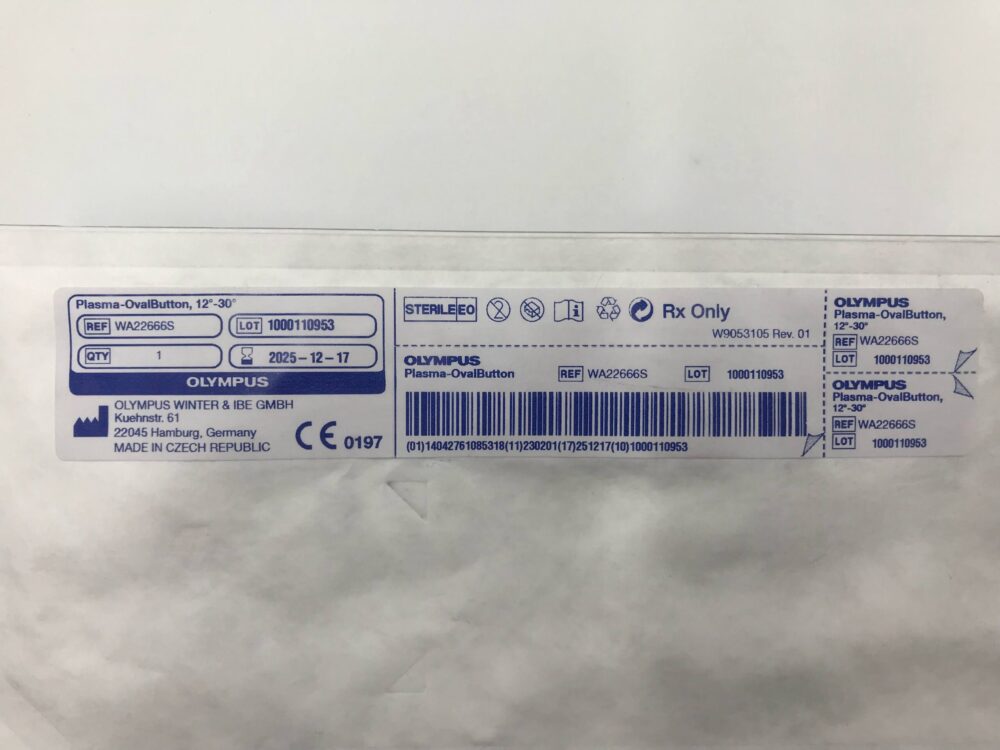 Plasma-OvalButton, 12°-30°
REF WA22666S LOT 1000110953
QTY 1 2025-12-17
OLYMPUS
OLYMPUS WINTER & IBE GMBH
Kuehnstr. 61
22045 Hamburg, Germany
MADE IN CZECH REPUBLIC
CE 0197
STERILE EO 2 i Rx Only
W9053105 Rev. 01
OLYMPUS
Plasma-OvalButton REF WA22666S LOT 1000110953
(01)14042761085318(11)230201(17)251217(10)1000110953
OLYMPUS
Plasma-OvalButton,
12°-30°
REF WA22666S
LOT 1000110953
OLYMPUS
Plasma-OvalButton,
12°-30°
REF WA22666S
LOT 1000110953